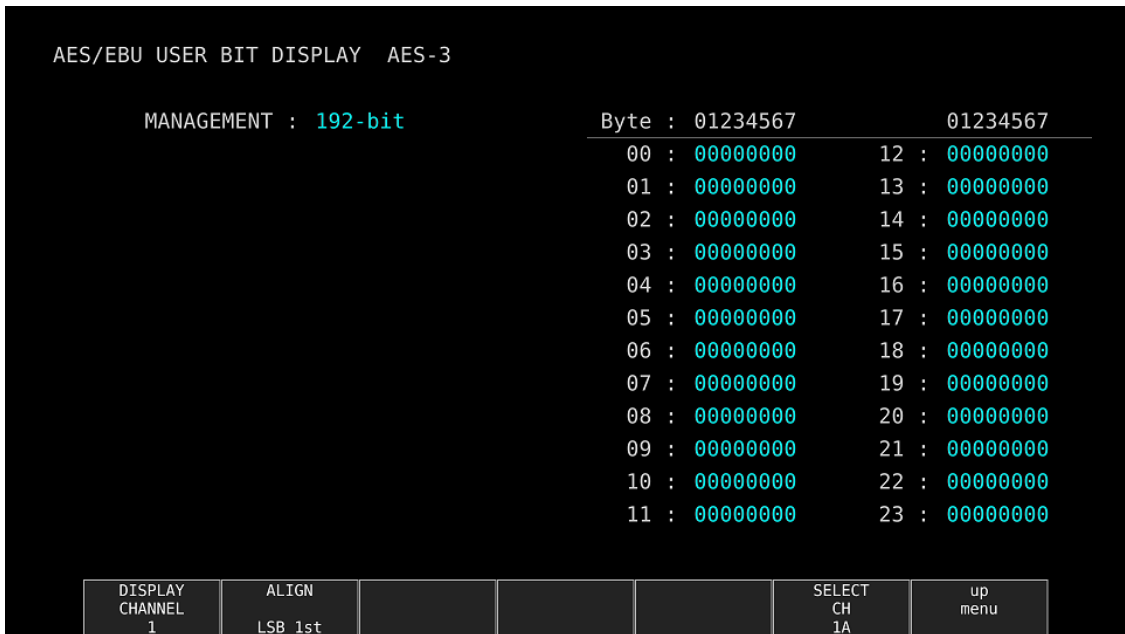 AES/EBU USER BIT DISPLAY AES-3
MANAGEMENT : 192-bit
Byte : 01234567 01234567
00 : 00000000 12 : 00000000
01 : 00000000 13 : 00000000
02 : 00000000 14 : 00000000
03 : 00000000 15 : 00000000
04 : 00000000 16 : 00000000
05 : 00000000 17 : 00000000
06 : 00000000 18 : 00000000
07 : 00000000 19 : 00000000
08 : 00000000 20 : 00000000
09 : 00000000 21 : 00000000
10 : 00000000 22 : 00000000
11 : 00000000 23 : 00000000
DISPLAY
CHANNEL
1
ALIGN
LSB 1st
SELECT
CH
1A
up
menu